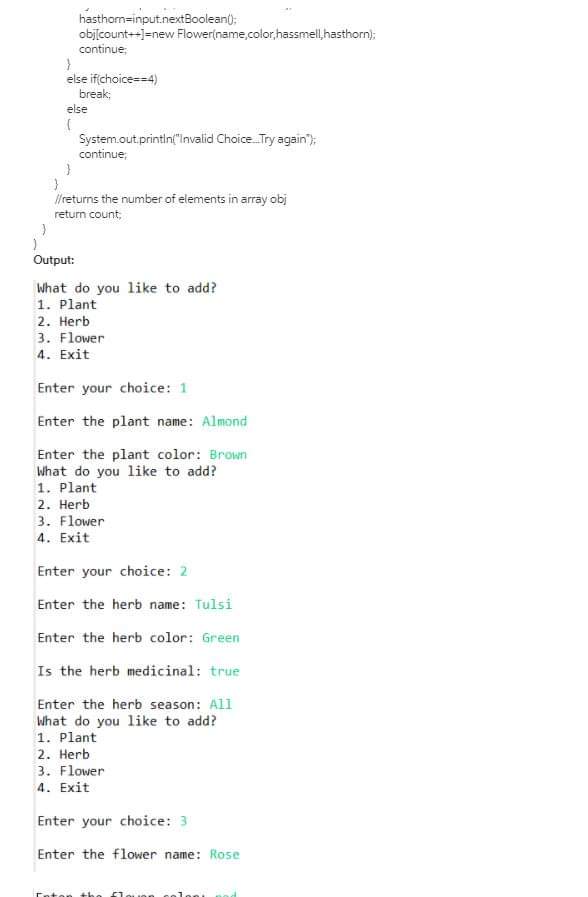 hasthorn=input.nextBoolean();
obj[count++]=new Flower(name,color,hassmell,hasthorn);
continue;
}
else if(choice==4)
break;
else
{
System.out.println("Invalid Choice...Try again");
continue;
}
}
//returns the number of elements in array obj
return count;
}
}
Output:
What do you like to add?
1. Plant
2. Herb
3. Flower
4. Exit
Enter your choice: 1
Enter the plant name: Almond
Enter the plant color: Brown
What do you like to add?
1. Plant
2. Herb
3. Flower
4. Exit
Enter your choice: 2
Enter the herb name: Tulsi
Enter the herb color: Green
Is the herb medicinal: true
Enter the herb season: All
What do you like to add?
1. Plant
2. Herb
3. Flower
4. Exit
Enter your choice: 3
Enter the flower name: Rose
Enter the flower color: red